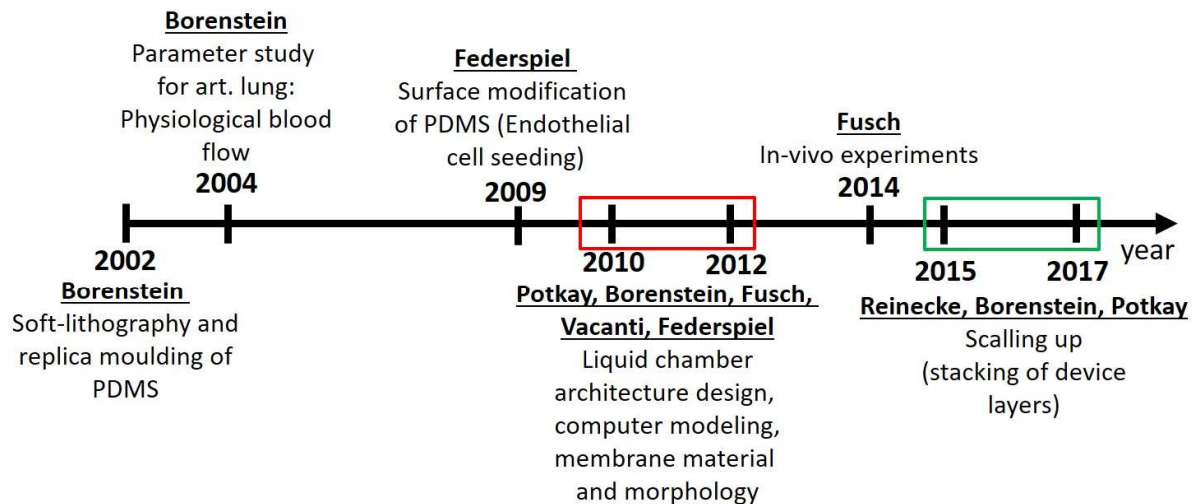 Borenstein
Parameter study
for art. lung:
Physiological blood
flow
2004
Federspiel
Surface modification
of PDMS (Endothelial
cell seeding)
2009
Fusch
In-vivo experiments
2014
year
2002
Borenstein
Soft-lithography and
replica moulding of
PDMS
2010 2012
Potkay, Borenstein, Fusch,
Vacanti, Federspiel
Liquid chamber
architecture design,
computer modeling,
membrane material
and morphology
2015 2017
Reinecke, Borenstein, Potkay
Scalling up
(stacking of device
layers)